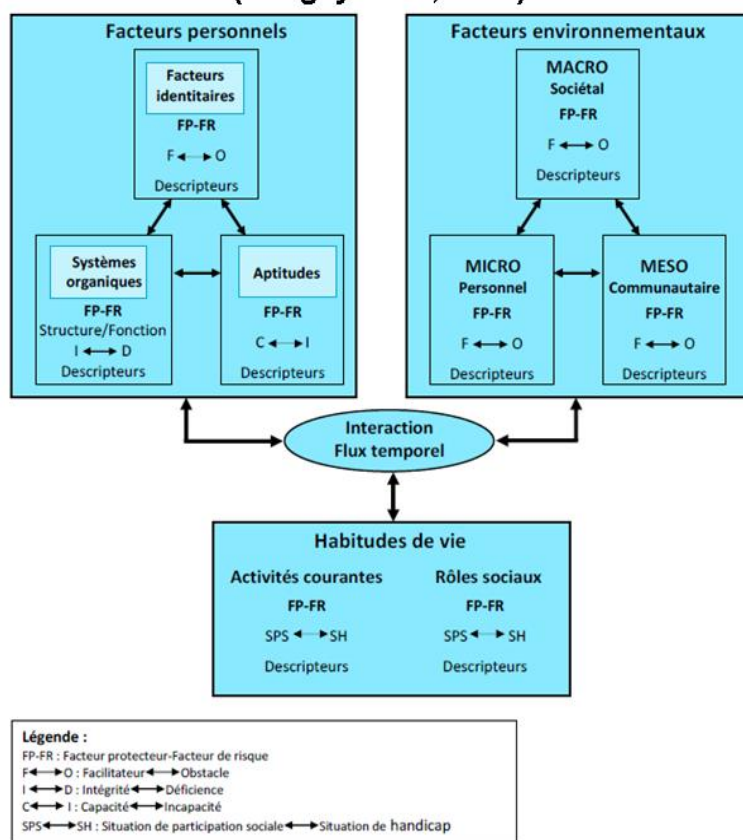 Facteurs personnels
Facteurs
identitaires
FP-FR
F ◄─► O
Descripteurs
Systèmes
organiques
FP-FR
Structure/Fonction
I ◄─► D
Descripteurs
Aptitudes
FP-FR
C ◄─► I
Descripteurs
Facteurs environnementaux
MACRO
Sociétal
FP-FR
F ◄─► O
Descripteurs
MICRO
Personnel
FP-FR
F ◄─► O
Descripteurs
MESO
Communautaire
FP-FR
F ◄─► O
Descripteurs
Interaction
Flux temporel
Habitudes de vie
Activités courantes
FP-FR
SPS ◄─► SH
Descripteurs
Rôles sociaux
FP-FR
SPS ◄─► SH
Descripteurs
Légende :
FP-FR : Facteur protecteur-Facteur de risque
F◄─►O : Facilitateur◄─►Obstacle
I ◄─►D : Intégrité◄─►Déficience
C◄─► I : Capacité◄─►Incapacité
SPS◄─►SH : Situation de participation sociale◄─►Situation de handicap